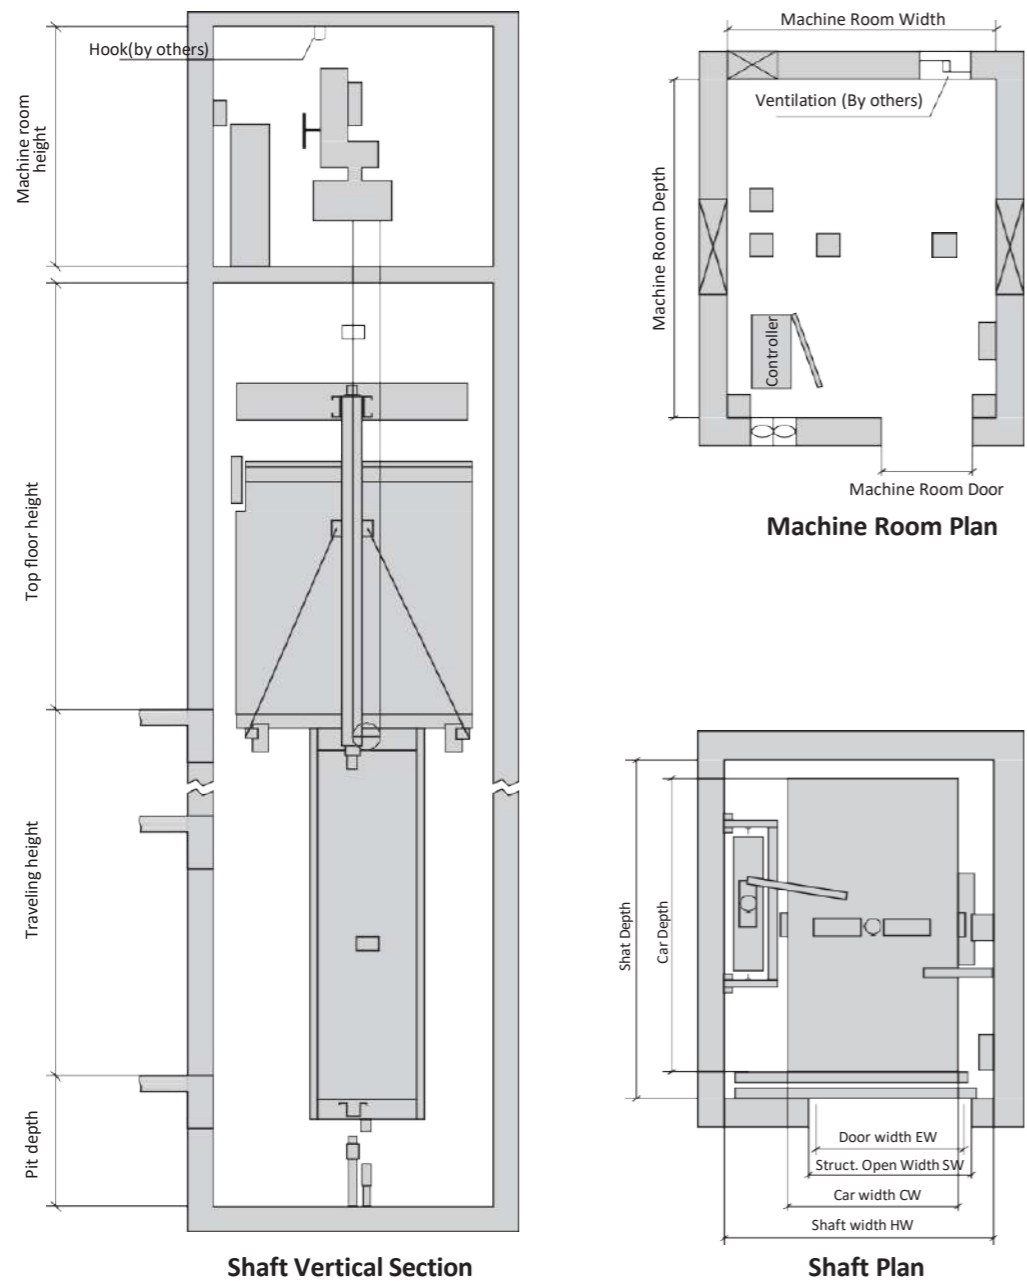 Hook(by others)
Machine room
height
Top floor height
Traveling height
Pit depth
Shaft Vertical Section
Machine Room Width
Ventilation (By others)
Machine Room Depth
Controller
Machine Room Door
Machine Room Plan
Shat Depth
Car Depth
Door width EW
Struct. Open Width SW
Car width CW
Shaft width HW
Shaft Plan